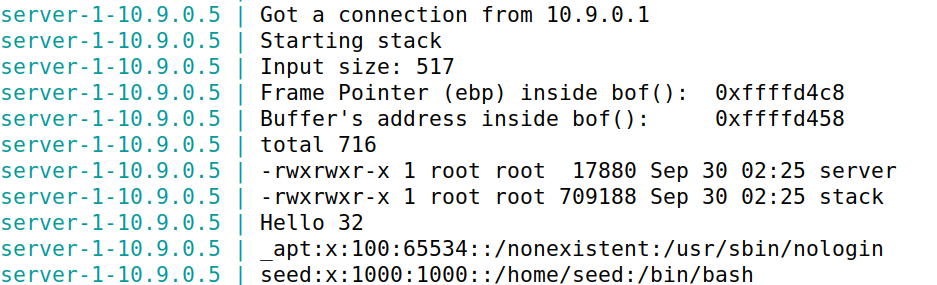 server-1-10.9.0.5 | Got a connection from 10.9.0.1
server-1-10.9.0.5 | Starting stack
server-1-10.9.0.5 | Input size: 517
server-1-10.9.0.5 | Frame Pointer (ebp) inside bof():  0xffffd4c8
server-1-10.9.0.5 | Buffer's address inside bof():     0xffffd458
server-1-10.9.0.5 | total 716
server-1-10.9.0.5 | -rwxrwxr-x 1 root root  17880 Sep 30 02:25 server
server-1-10.9.0.5 | -rwxrwxr-x 1 root root 709188 Sep 30 02:25 stack
server-1-10.9.0.5 | Hello 32
server-1-10.9.0.5 | _apt:x:100:65534::/nonexistent:/usr/sbin/nologin
server-1-10.9.0.5 | seed:x:1000:1000::/home/seed:/bin/bash